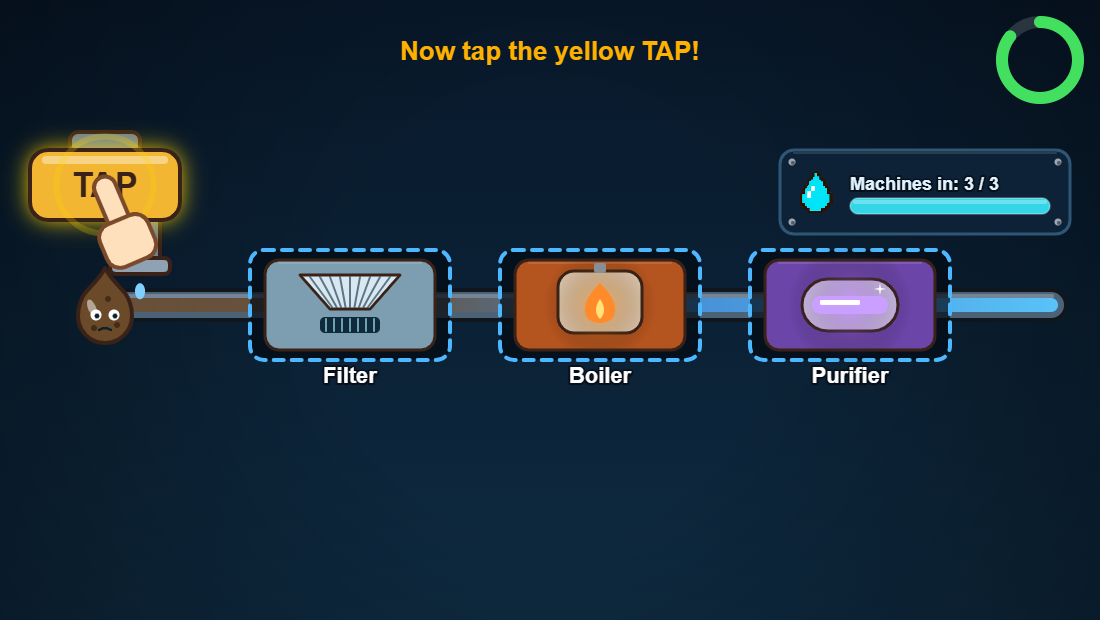 Now tap the yellow TAP!
TAP
Machines in: 3 / 3
Filter
Boiler
Purifier